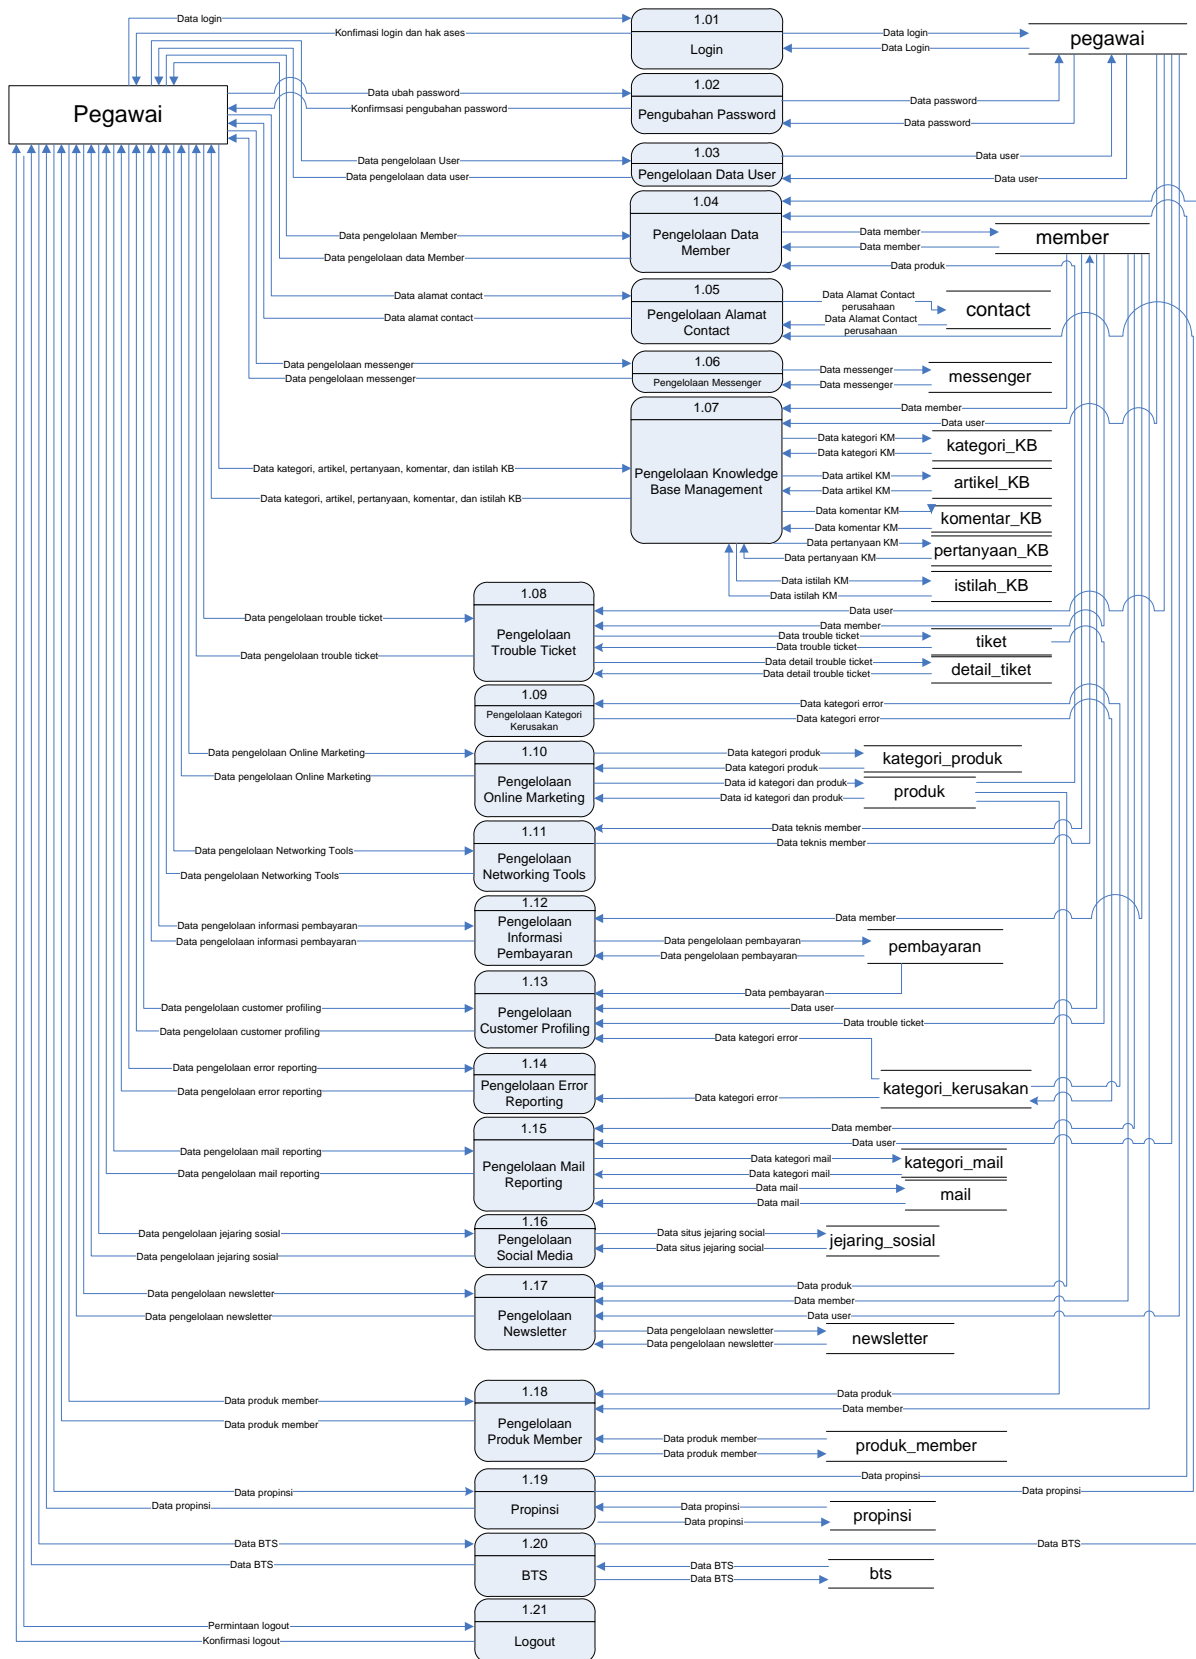 Data login
1.01
Konfimasi login dan hak ases
Data login
pegawai
Login
Data Login
Pegawai
Data ubah password
1.02
Konfirmsasi pengubahan password
Data password
Pengubahan Password
Data password
1.03
Data pengelolaan User
Data user
Pengelolaan Data User
Data pengelolaan data user
Data user
1.04
Data member
Data pengelolaan Member
Pengelolaan Data
Member
member
Data member
Data pengelolaan data Member
Data produk
1.05
Data alamat contact
Data Alamat Contact
perusahaan
contact
Pengelolaan Alamat
Contact
Data alamat contact
Data Alamat Contact
perusahaan
1.06
Data pengelolaan messenger
Data messenger
messenger
Data pengelolaan messenger
Pengelolaan Messenger
Data messenger
1.07
Data member
Data user
Data kategori KM
kategori_KB
Data kategori KM
Data kategori, artikel, pertanyaan, komentar, dan istilah KB
Pengelolaan Knowledge
Base Management
Data artikel KM
artikel_KB
Data artikel KM
Data kategori, artikel, pertanyaan, komentar, dan istilah KB
Data komentar KM
komentar_KB
Data komentar KM
Data pertanyaan KM
pertanyaan_KB
Data pertanyaan KM
Data istilah KM
istilah_KB
Data istilah KM
1.08
Data user
Data pengelolaan trouble ticket
Data member
Pengelolaan
Trouble Ticket
Data trouble ticket
tiket
Data trouble ticket
Data pengelolaan trouble ticket
Data detail trouble ticket
detail_tiket
Data detail trouble ticket
1.09
Data kategori error
Pengelolaan Kategori
Kerusakan
Data kategori error
1.10
Data pengelolaan Online Marketing
Data kategori produk
kategori_produk
Data kategori produk
Data pengelolaan Online Marketing
Pengelolaan
Online Marketing
Data id kategori dan produk
produk
Data id kategori dan produk
1.11
Data teknis member
Data teknis member
Data pengelolaan Networking Tools
Pengelolaan
Networking Tools
Data pengelolaan Networking Tools
1.12
Data member
Data pengelolaan informasi pembayaran
Pengelolaan
Informasi
Pembayaran
Data pengelolaan informasi pembayaran
Data pengelolaan pembayaran
pembayaran
Data pengelolaan pembayaran
1.13
Data pembayaran
Data pengelolaan customer profiling
Data user
Pengelolaan
Customer Profiling
Data trouble ticket
Data pengelolaan customer profiling
Data kategori error
1.14
Data pengelolaan error reporting
Pengelolaan Error
Reporting
kategori_kerusakan
Data pengelolaan error reporting
Data kategori error
1.15
Data member
Data user
Data pengelolaan mail reporting
Data kategori mail
kategori_mail
Pengelolaan Mail
Reporting
Data pengelolaan mail reporting
Data kategori mail
Data mail
mail
Data mail
1.16
Data pengelolaan jejaring sosial
Data situs jejaring social
Pengelolaan
Social Media
jejaring_sosial
Data situs jejaring social
Data pengelolaan jejaring sosial
1.17
Data produk
Data pengelolaan newsletter
Data member
Data pengelolaan newsletter
Pengelolaan
Newsletter
Data user
Data pengelolaan newsletter
newsletter
Data pengelolaan newsletter
1.18
Data produk
Data produk member
Data member
Data produk member
Pengelolaan
Produk Member
Data produk member
produk_member
Data produk member
1.19
Data propinsi
Data propinsi
Data propinsi
Data propinsi
Propinsi
Data propinsi
propinsi
Data propinsi
1.20
Data BTS
Data BTS
Data BTS
BTS
Data BTS
bts
Data BTS
1.21
Permintaan logout
Konfirmasi logout
Logout